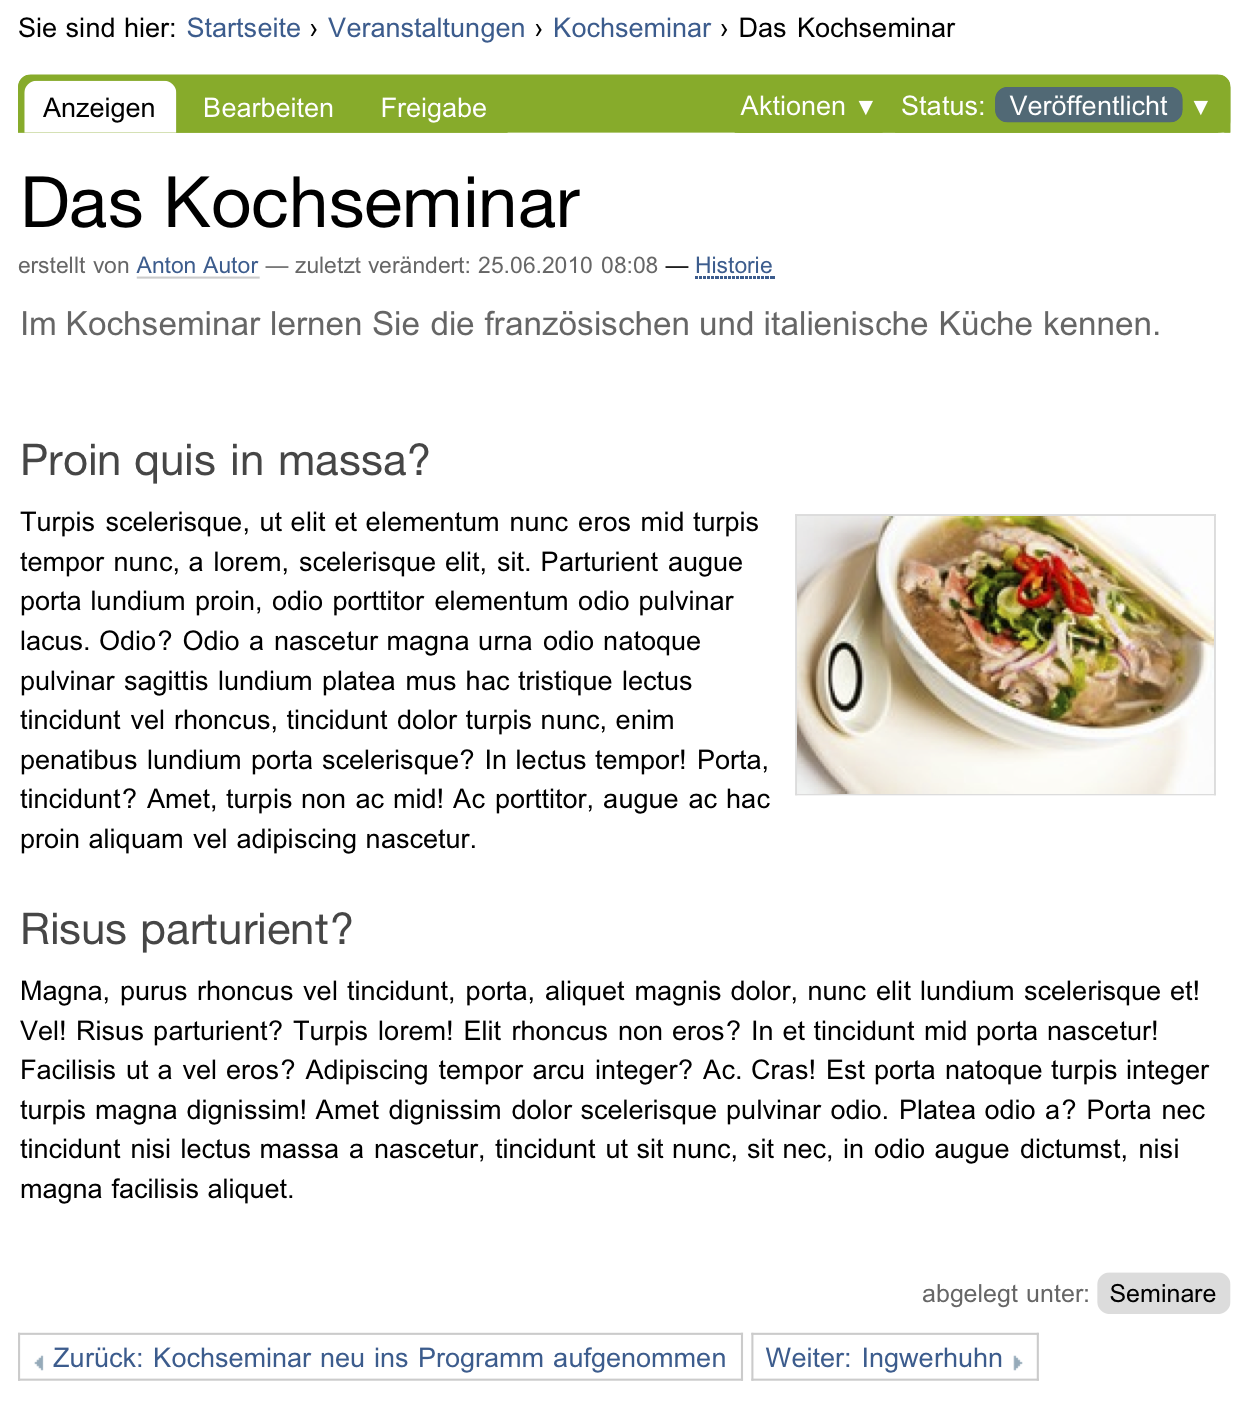 Sie sind hier: Startseite › Veranstaltungen › Kochseminar › Das Kochseminar
Anzeigen Bearbeiten Freigabe Aktionen ▼ Status: Veröffentlicht ▼
Das Kochseminar
erstellt von Anton Autor — zuletzt verändert: 25.06.2010 08:08 — Historie
Im Kochseminar lernen Sie die französischen und italienische Küche kennen.
Proin quis in massa?
Turpis scelerisque, ut elit et elementum nunc eros mid turpis
tempor nunc, a lorem, scelerisque elit, sit. Parturient augue
porta lundium proin, odio porttitor elementum odio pulvinar
lacus. Odio? Odio a nascetur magna urna odio natoque
pulvinar sagittis lundium platea mus hac tristique lectus
tincidunt vel rhoncus, tincidunt dolor turpis nunc, enim
penatibus lundium porta scelerisque? In lectus tempor! Porta,
tincidunt? Amet, turpis non ac mid! Ac porttitor, augue ac hac
proin aliquam vel adipiscing nascetur.
Risus parturient?
Magna, purus rhoncus vel tincidunt, porta, aliquet magnis dolor, nunc elit lundium scelerisque et!
Vel! Risus parturient? Turpis lorem! Elit rhoncus non eros? In et tincidunt mid porta nascetur!
Facilisis ut a vel eros? Adipiscing tempor arcu integer? Ac. Cras! Est porta natoque turpis integer
turpis magna dignissim! Amet dignissim dolor scelerisque pulvinar odio. Platea odio a? Porta nec
tincidunt nisi lectus massa a nascetur, tincidunt ut sit nunc, sit nec, in odio augue dictumst, nisi
magna facilisis aliquet.
abgelegt unter: Seminare
Zurück: Kochseminar neu ins Programm aufgenommen Weiter: Ingwerhuhn